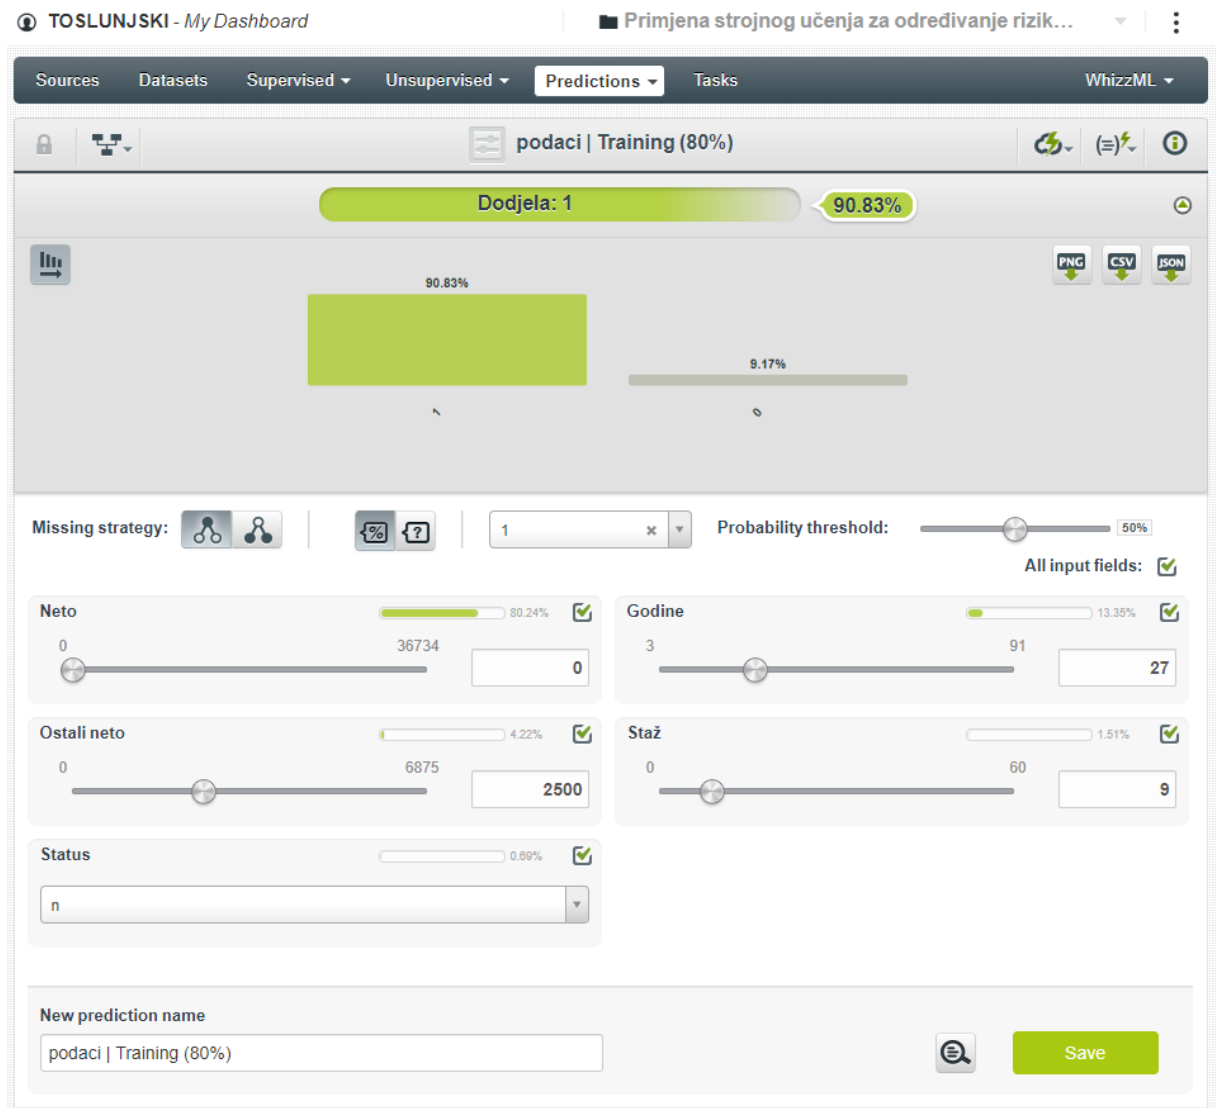 TOSLUNJSKI - My Dashboard
Primjena strojnog učenja za određivanje rizik...
Sources Datasets Supervised Unsupervised Predictions Tasks WhizzML
podaci | Training (80%)
Dodjela: 1 90.83%
PNG CSV JSON
90.83%
9.17%
1 0
Missing strategy: % ? 1 Probability threshold: 50%
All input fields:
Neto 80.24% Godine 13.35%
0 36734 3 91
0 27
Ostali neto 4.22% Staž 1.51%
0 6875 0 60
2500 9
Status 0.69%
n
New prediction name
podaci | Training (80%) Save